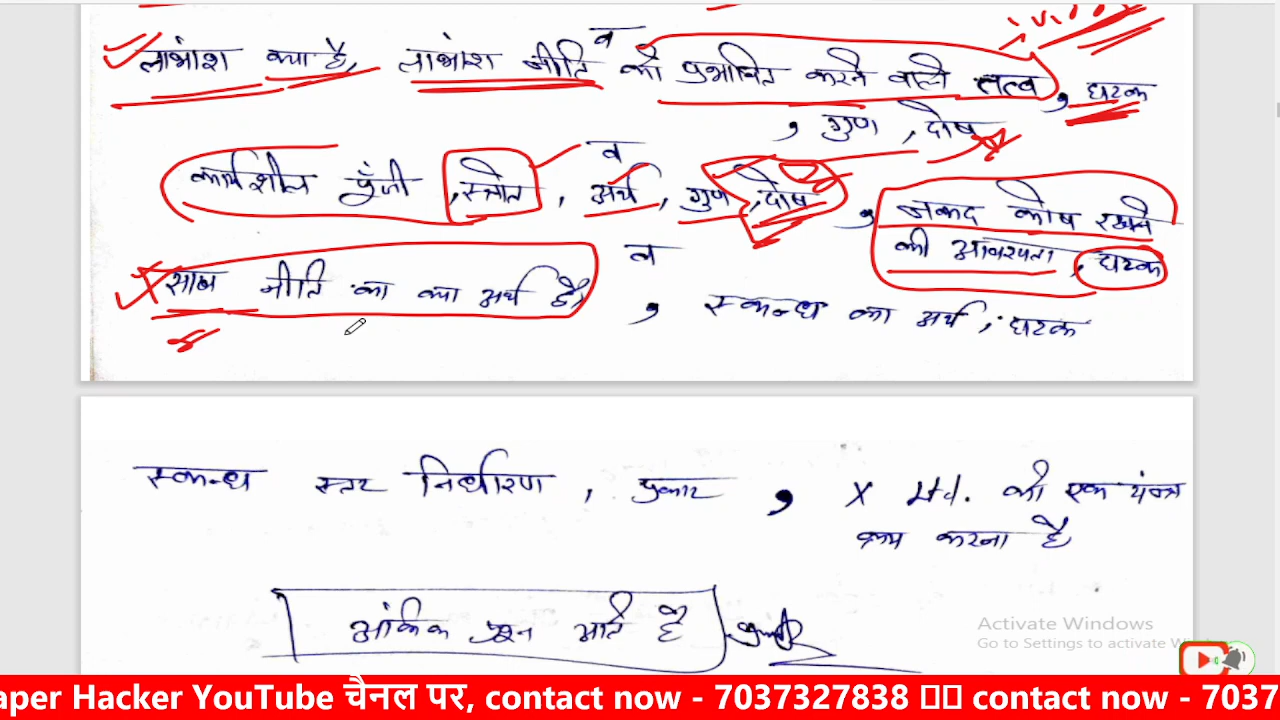 लाभांश क्या है, लाभांश नीति व को प्रभावित करने वाले तत्व, घटक
, गुण, दोष
कार्यशील पूँजी, स्त्रोत, व अर्थ, गुण, दोष, नकद कोष रखने
की आवश्यता, घटक
साख नीति का क्या अर्थ है, व
, स्कन्ध का अर्थ, घटक
स्कन्ध स्तर निर्धारण, प्रकार, X Ltd. की एक यंत्र
क्रय करना है
आंकिक प्रश्न आते है
Activate Windows
Go to Settings to activate W
aper Hacker YouTube चैनल पर, contact now - 7037327838 contact now - 7037